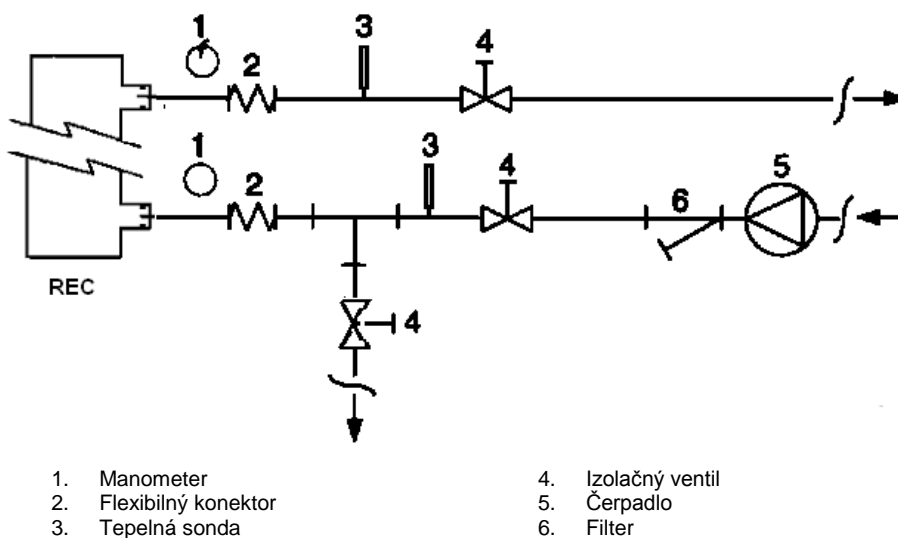 1
2
3
4
1
2
3
4
6
5
REC
4
1. Manometer
2. Flexibilný konektor
3. Tepelná sonda
4. Izolačný ventil
5. Čerpadlo
6. Filter